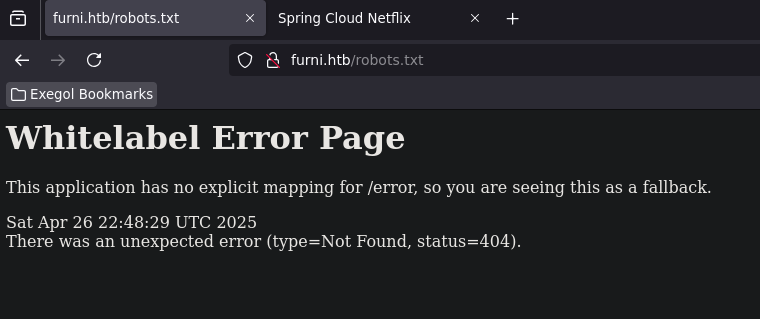 furni.htb/robots.txt
Spring Cloud Netflix
furni.htb/robots.txt
Exegol Bookmarks
Whitelabel Error Page
This application has no explicit mapping for /error, so you are seeing this as a fallback.
Sat Apr 26 22:48:29 UTC 2025
There was an unexpected error (type=Not Found, status=404).